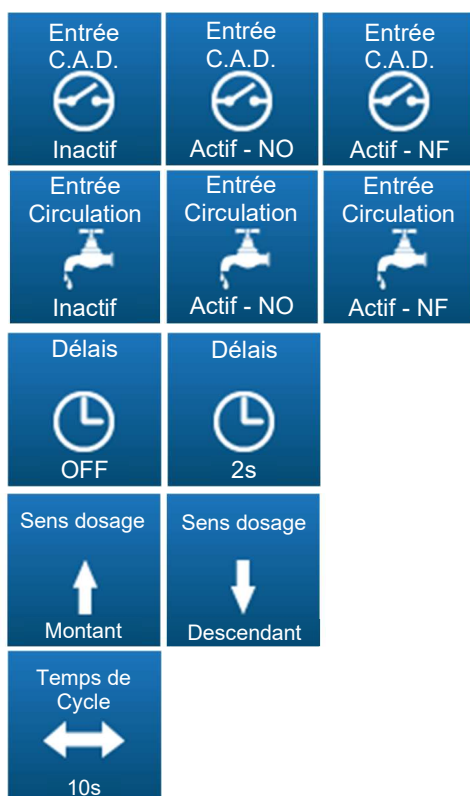 Entrée
C.A.D.
Inactif
Entrée
C.A.D.
Actif - NO
Entrée
C.A.D.
Actif - NF
Entrée
Circulation
Inactif
Entrée
Circulation
Actif - NO
Entrée
Circulation
Actif - NF
Délais
OFF
Délais
2s
Sens dosage
Montant
Sens dosage
Descendant
Temps de
Cycle
10s